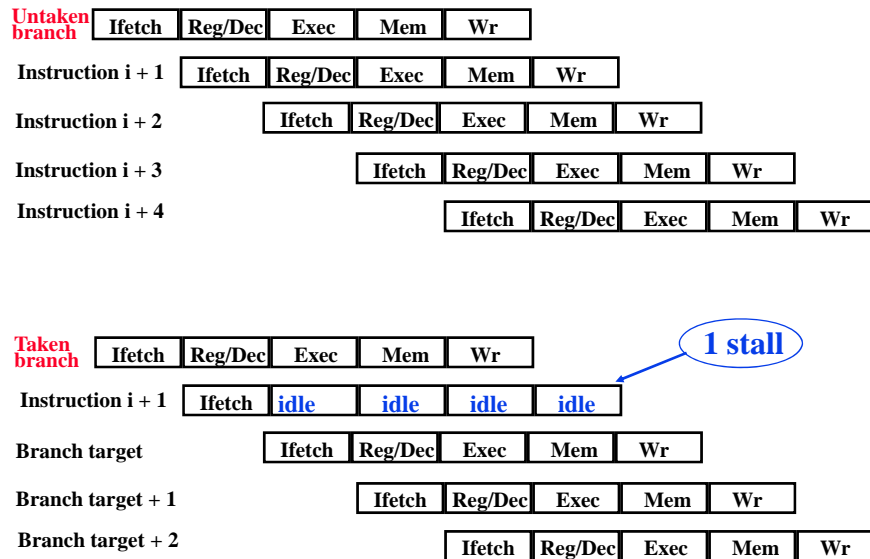 Untaken branch Ifetch Reg/Dec Exec Mem Wr
Instruction i + 1 Ifetch Reg/Dec Exec Mem Wr
Instruction i + 2 Ifetch Reg/Dec Exec Mem Wr
Instruction i + 3 Ifetch Reg/Dec Exec Mem Wr
Instruction i + 4 Ifetch Reg/Dec Exec Mem Wr
1 stall
Taken branch Ifetch Reg/Dec Exec Mem Wr
Instruction i + 1 Ifetch idle idle idle idle
Branch target Ifetch Reg/Dec Exec Mem Wr
Branch target + 1 Ifetch Reg/Dec Exec Mem Wr
Branch target + 2 Ifetch Reg/Dec Exec Mem Wr